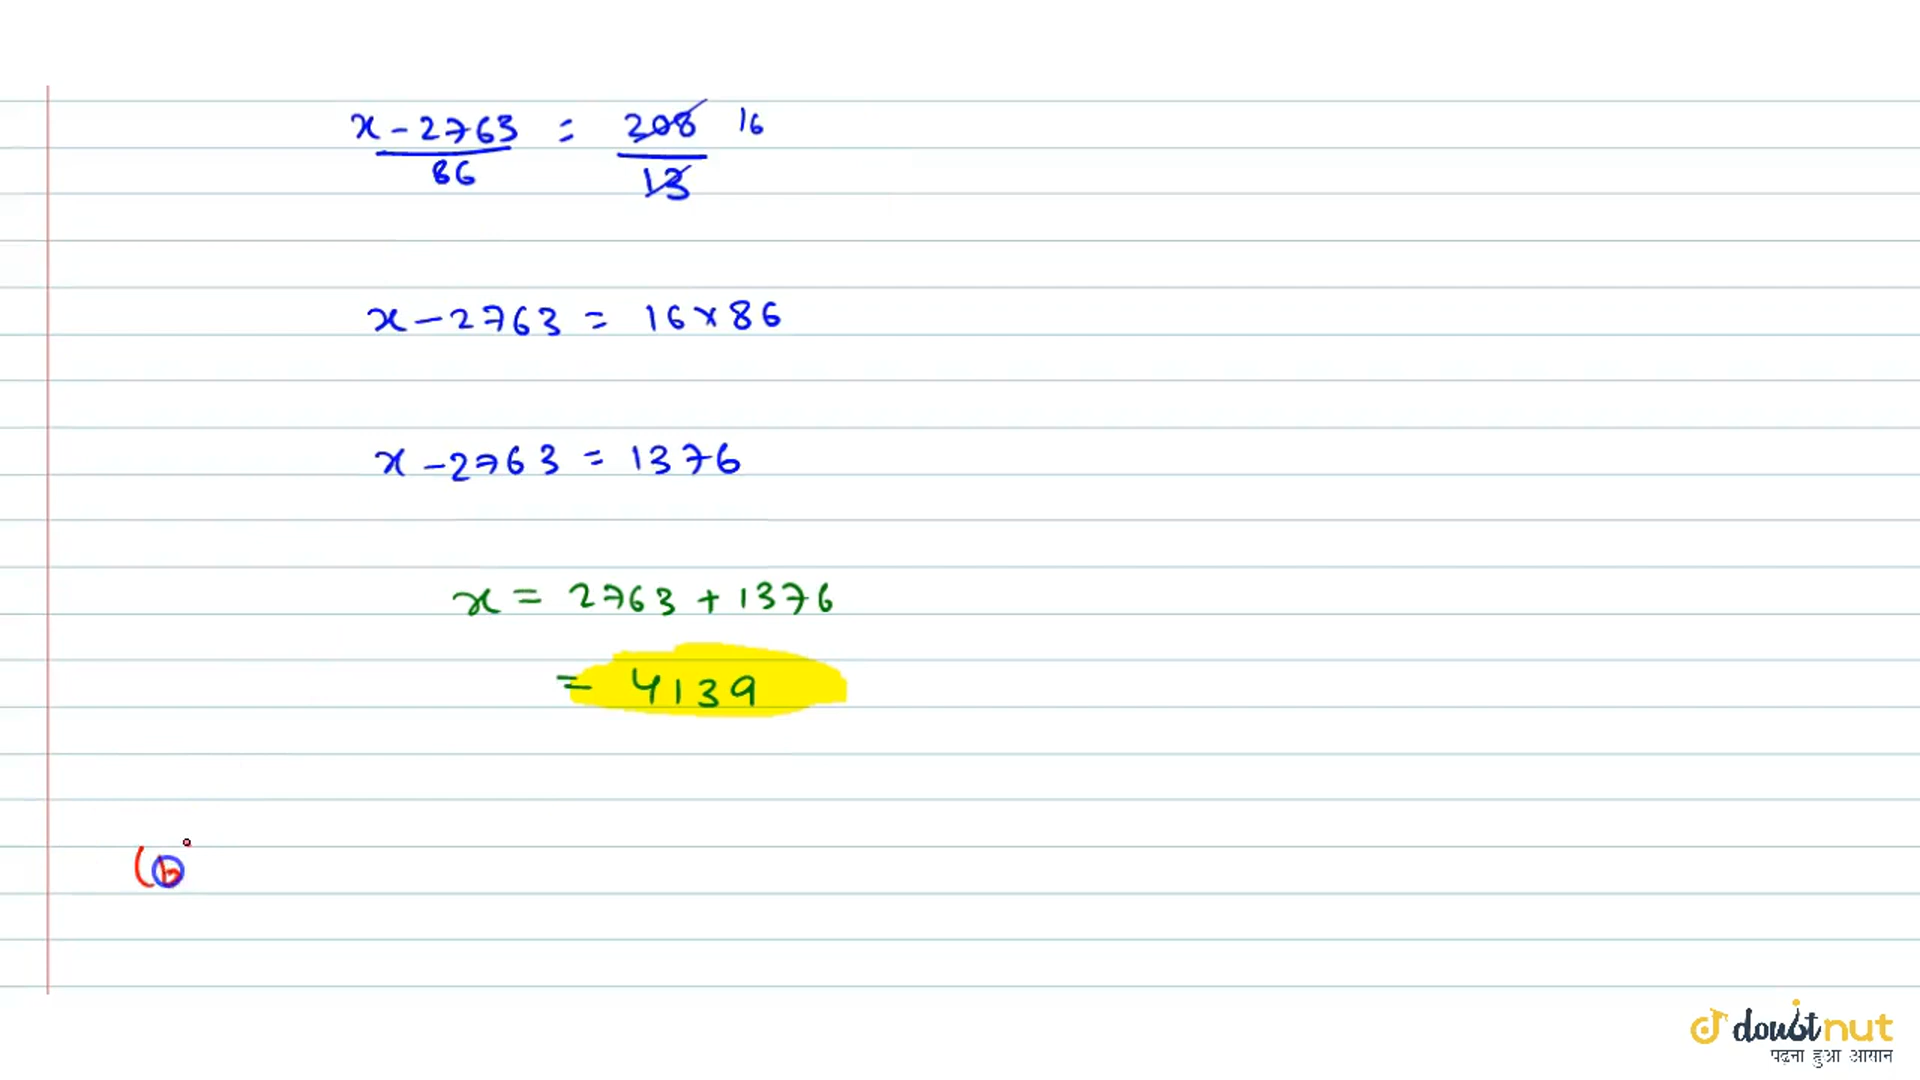 x - 2763 = 208 16
86 13
x - 2763 = 16 × 86
x - 2763 = 1376
x = 2763 + 1376
= 4139
(b
doubtnut
पढ़ना हुआ आसान